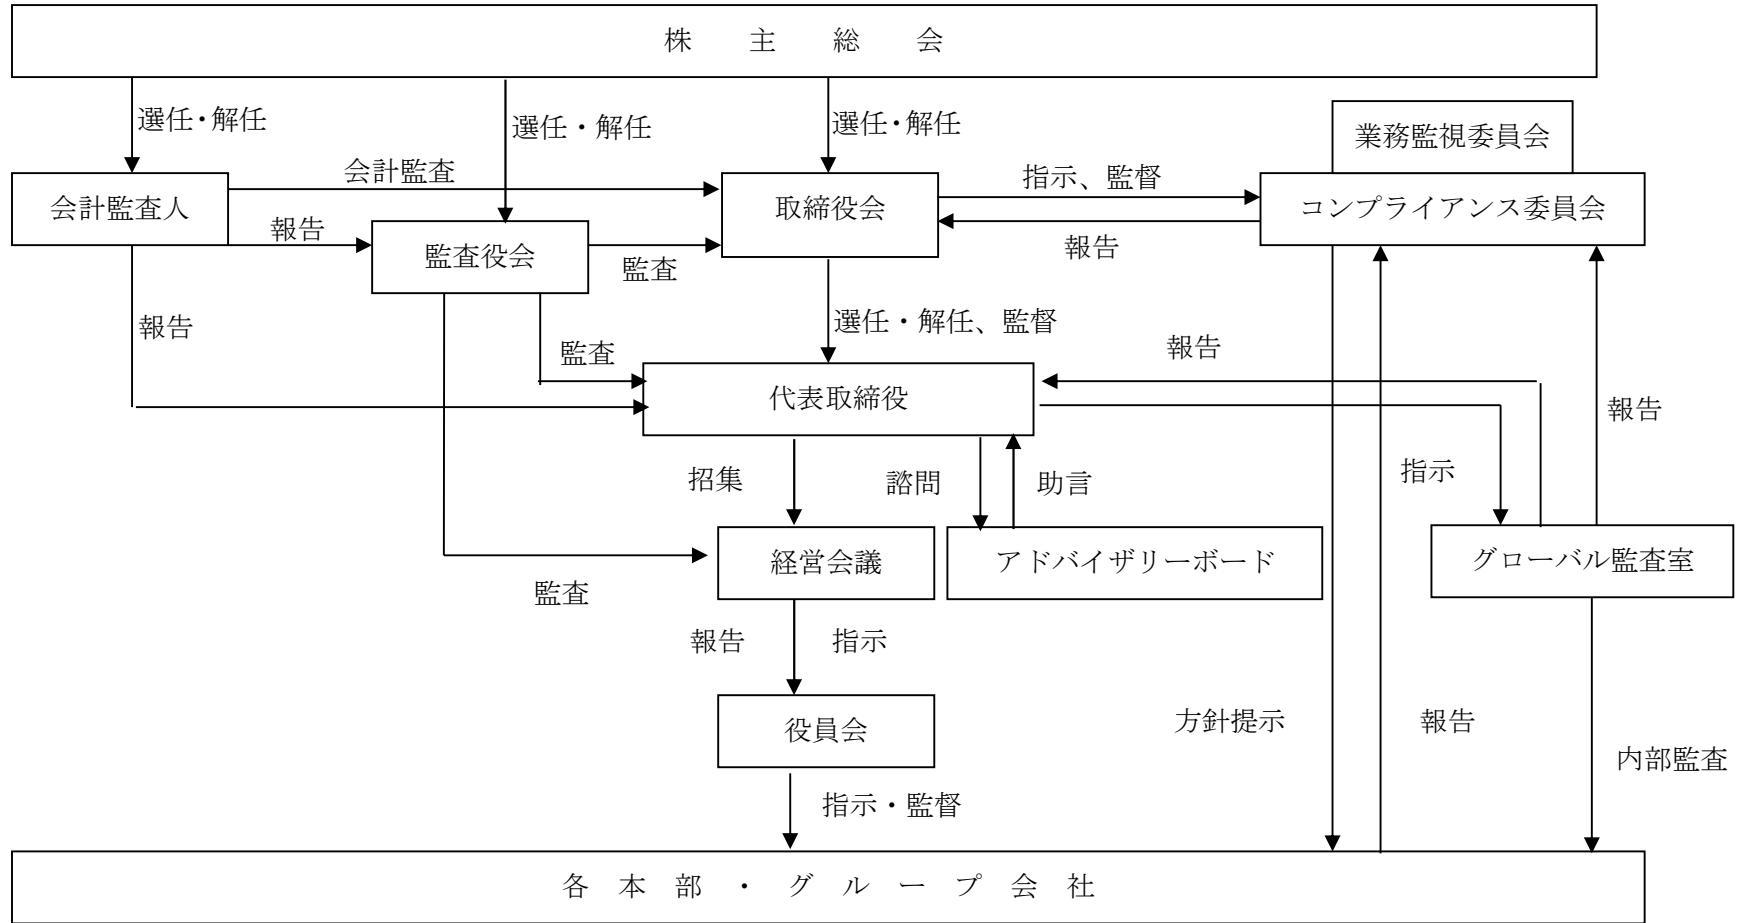 株 主 総 会
選任・解任
選任・解任
選任・解任
業務監視委員会
会計監査
指示、監督
会計監査人
取締役会
コンプライアンス委員会
報告
監査役会
監査
報告
報告
選任・解任、監督
監査
報告
代表取締役
報告
招集
諮問
助言
指示
経営会議
アドバイザリーボード
グローバル監査室
監査
報告
指示
役員会
方針提示
報告
内部監査
指示・監督
各 本 部 ・ グ ル ー プ 会 社